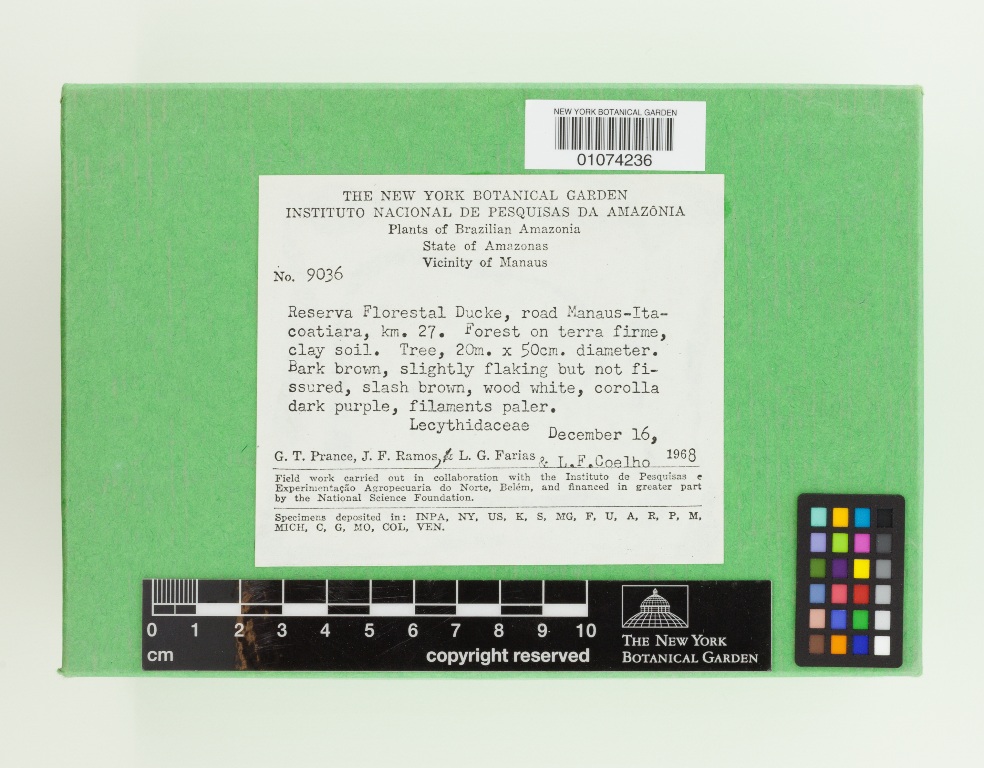 NEW YORK BOTANICAL GARDEN
01074236
THE NEW YORK BOTANICAL GARDEN
INSTITUTO NACIONAL DE PESQUISAS DA AMAZÔNIA
Plants of Brazilian Amazonia
State of Amazonas
Vicinity of Manaus
No. 9036
Reserva Florestal Ducke, road Manaus-Ita-
coatiara, km. 27. Forest on terra firme,
clay soil. Tree, 20m. x 50cm. diameter.
Bark brown, slightly flaking but not fi-
ssured, slash brown, wood white, corolla
dark purple, filaments paler.
Lecythidaceae
December 16,
G. T. Prance, J. F. Ramos, & L. G. Farias & L.F.Coelho 1968
Field work carried out in collaboration with the Instituto de Pesquisas e
Experimentação Agropecuaria do Norte, Belém, and financed in greater part
by the National Science Foundation.
Specimens deposited in: INPA, NY, US, K, S, MG, F, U, A, R, P, M,
MICH, C, G, MO, COL, VEN.
0 1 2 3 4 5 6 7 8 9 10
cm copyright reserved
THE NEW YORK
BOTANICAL GARDEN